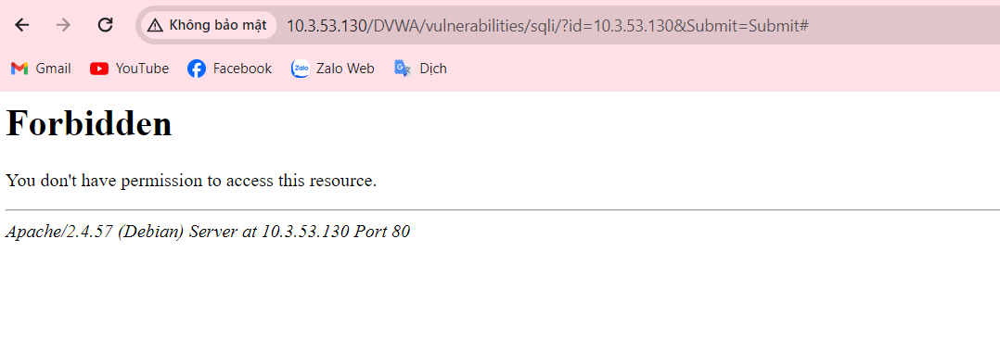 Không bảo mật 10.3.53.130/DVWA/vulnerabilities/sqli/?id=10.3.53.130&Submit=Submit#
Gmail YouTube Facebook Zalo Zalo Web G Dịch
Forbidden
You don't have permission to access this resource.
Apache/2.4.57 (Debian) Server at 10.3.53.130 Port 80